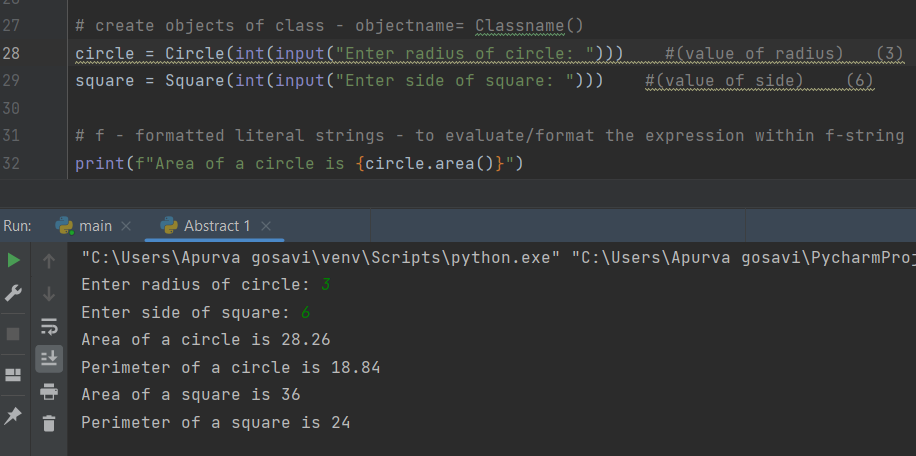 27 # create objects of class - objectname= Classname()
28 circle = Circle(int(input("Enter radius of circle: "))) #(value of radius) (3)
29 square = Square(int(input("Enter side of square: "))) #(value of side) (6)
30
31 # f - formatted literal strings - to evaluate/format the expression within f-string
32 print(f"Area of a circle is {circle.area()}")
Run: main Abstract 1
"C:\Users\Apurva gosavi\venv\Scripts\python.exe" "C:\Users\Apurva gosavi\PycharmProj
Enter radius of circle: 3
Enter side of square: 6
Area of a circle is 28.26
Perimeter of a circle is 18.84
Area of a square is 36
Perimeter of a square is 24